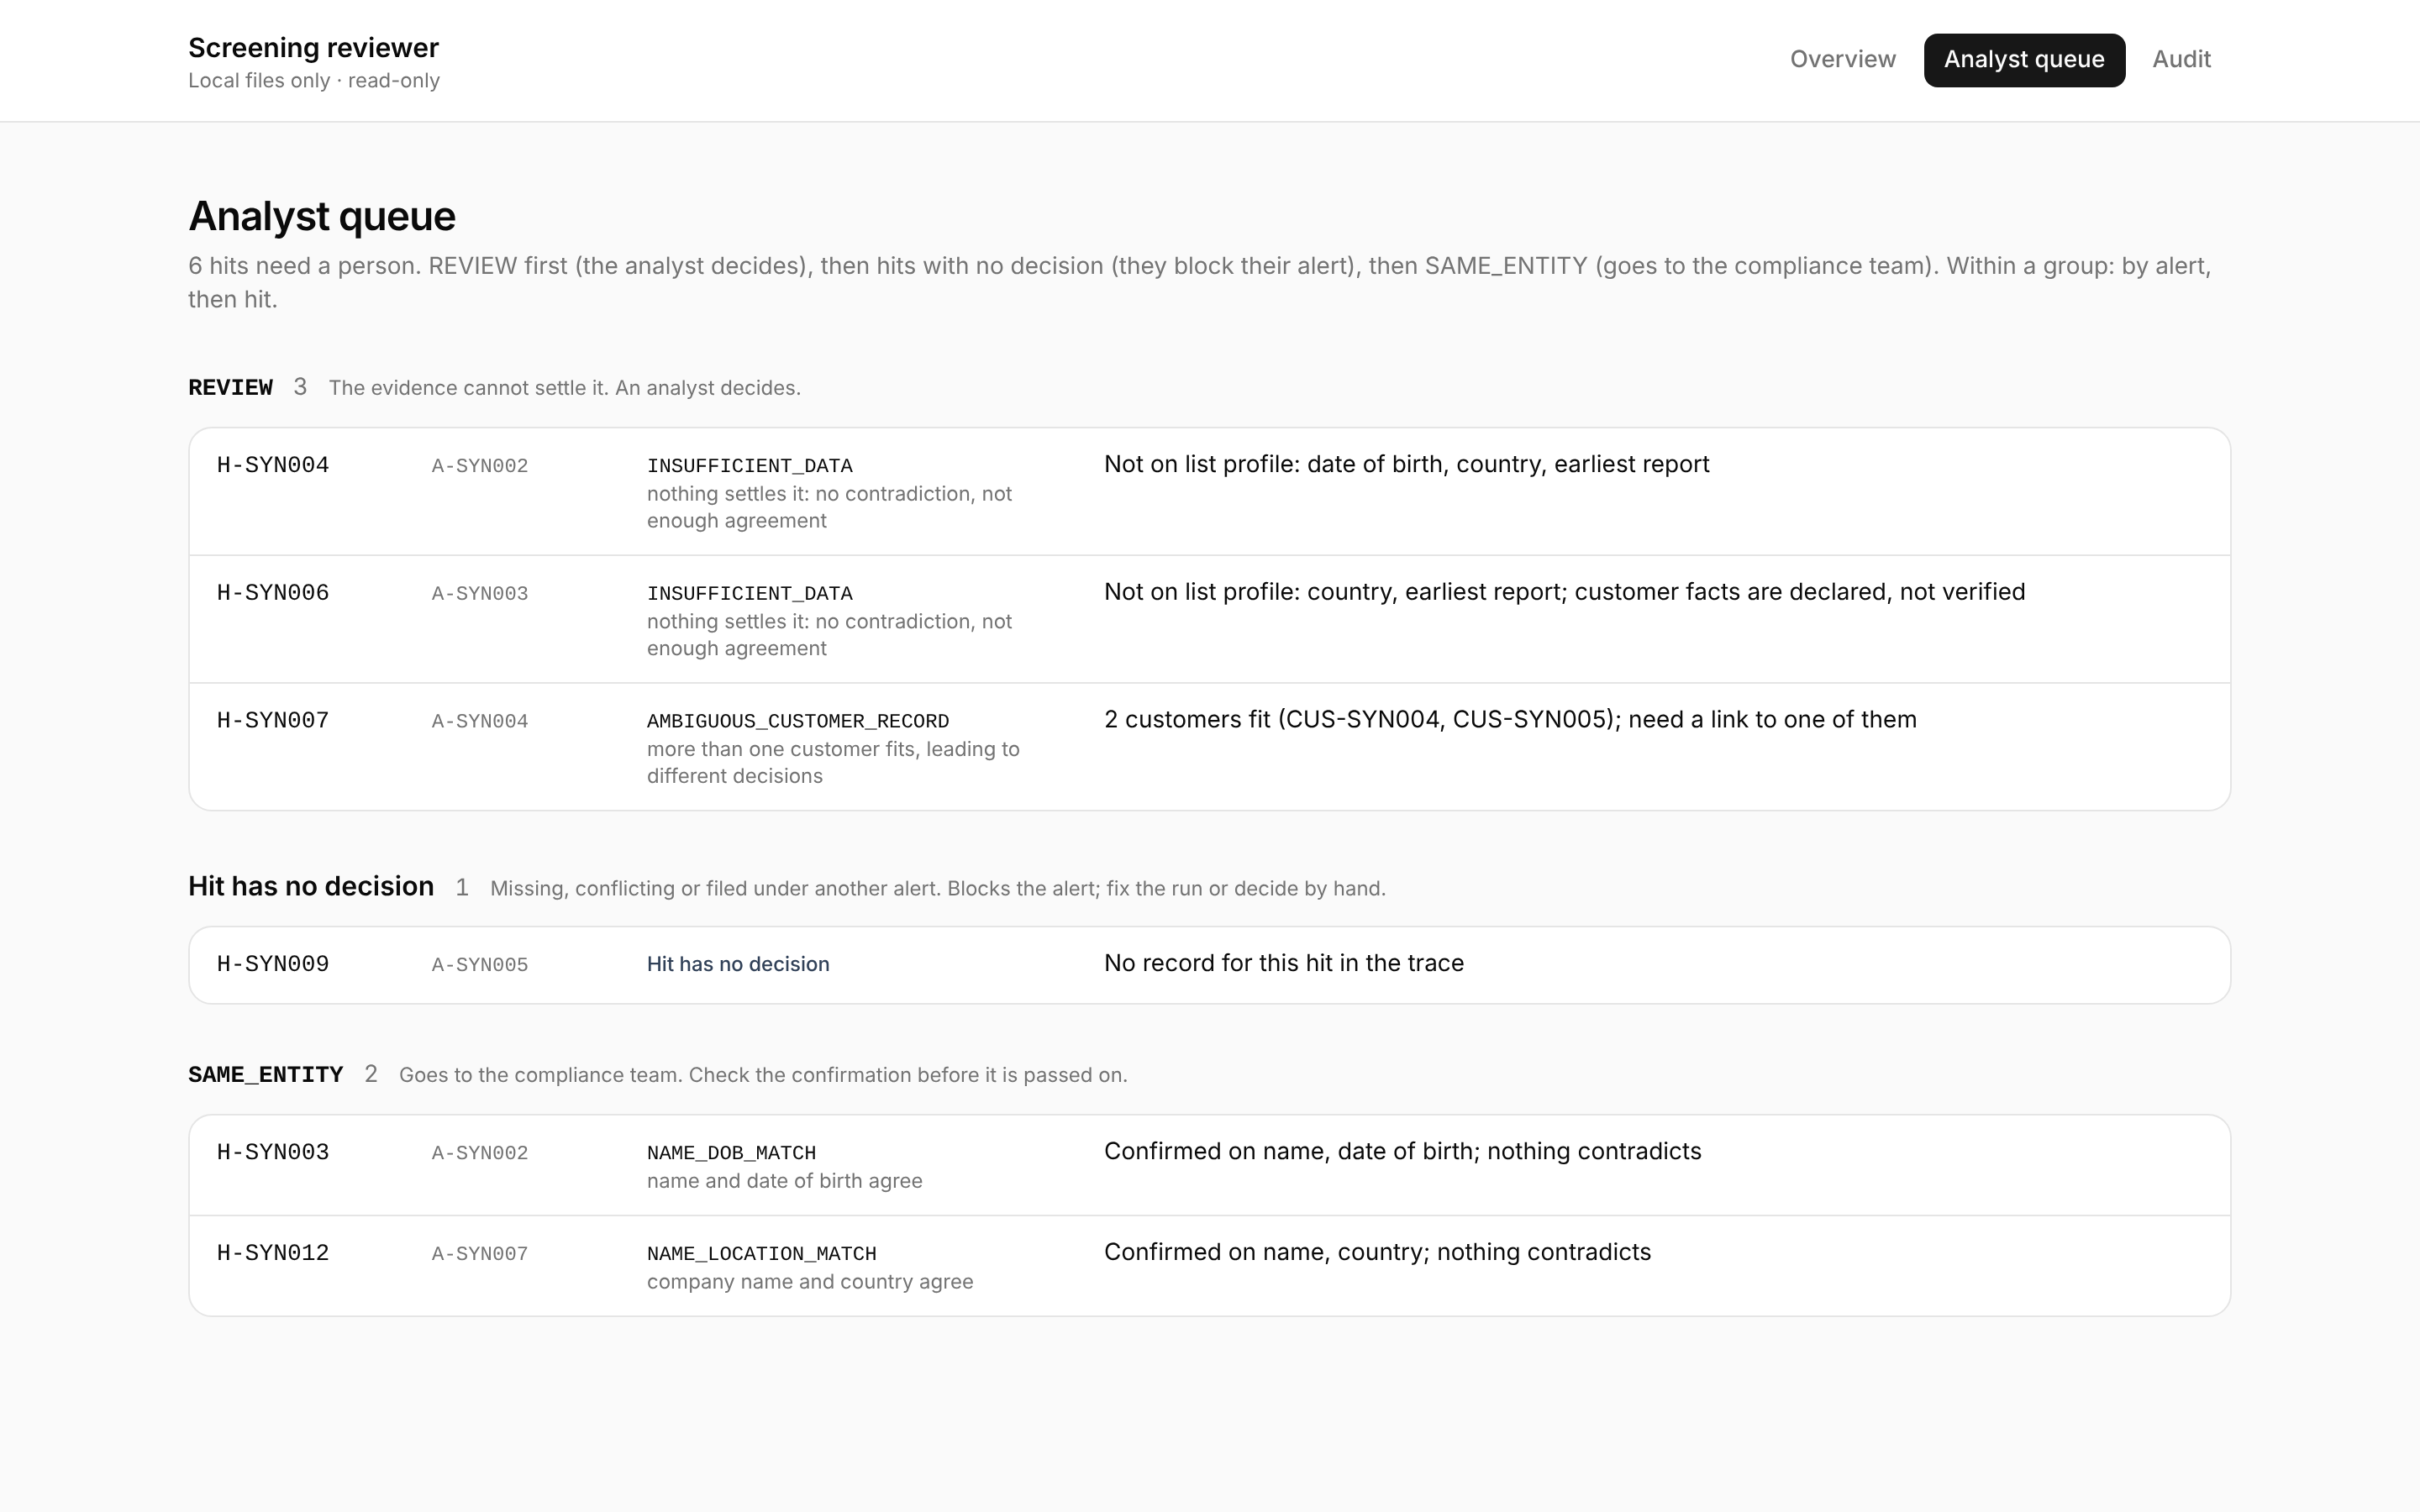 Screening reviewer
Local files only · read-only
Overview
Analyst queue
Audit
Analyst queue
6 hits need a person. REVIEW first (the analyst decides), then hits with no decision (they block their alert), then SAME_ENTITY (goes to the compliance team). Within a group: by alert,
then hit.
REVIEW 3 The evidence cannot settle it. An analyst decides.
H-SYN004 A-SYN002 INSUFFICIENT_DATA Not on list profile: date of birth, country, earliest report
nothing settles it: no contradiction, not
enough agreement
H-SYN006 A-SYN003 INSUFFICIENT_DATA Not on list profile: country, earliest report; customer facts are declared, not verified
nothing settles it: no contradiction, not
enough agreement
H-SYN007 A-SYN004 AMBIGUOUS_CUSTOMER_RECORD 2 customers fit (CUS-SYN004, CUS-SYN005); need a link to one of them
more than one customer fits, leading to
different decisions
Hit has no decision 1 Missing, conflicting or filed under another alert. Blocks the alert; fix the run or decide by hand.
H-SYN009 A-SYN005 Hit has no decision No record for this hit in the trace
SAME_ENTITY 2 Goes to the compliance team. Check the confirmation before it is passed on.
H-SYN003 A-SYN002 NAME_DOB_MATCH Confirmed on name, date of birth; nothing contradicts
name and date of birth agree
H-SYN012 A-SYN007 NAME_LOCATION_MATCH Confirmed on name, country; nothing contradicts
company name and country agree